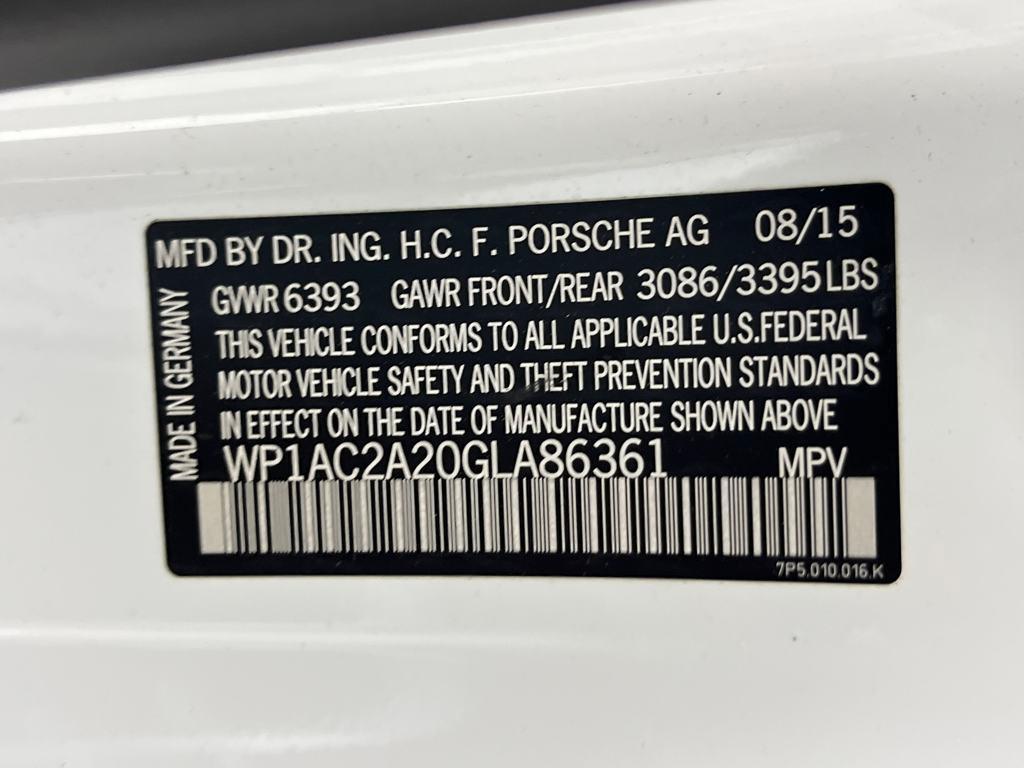 MFD BY DR. ING. H.C. F. PORSCHE AG 08/15
GVWR 6393 GAWR FRONT/REAR 3086/3395LBS
THIS VEHICLE CONFORMS TO ALL APPLICABLE U.S.FEDERAL
MOTOR VEHICLE SAFETY AND THEFT PREVENTION STANDARDS
IN EFFECT ON THE DATE OF MANUFACTURE SHOWN ABOVE
WP1AC2A20GLA86361 MPV
7P5.010.016.K
MADE IN GERMANY